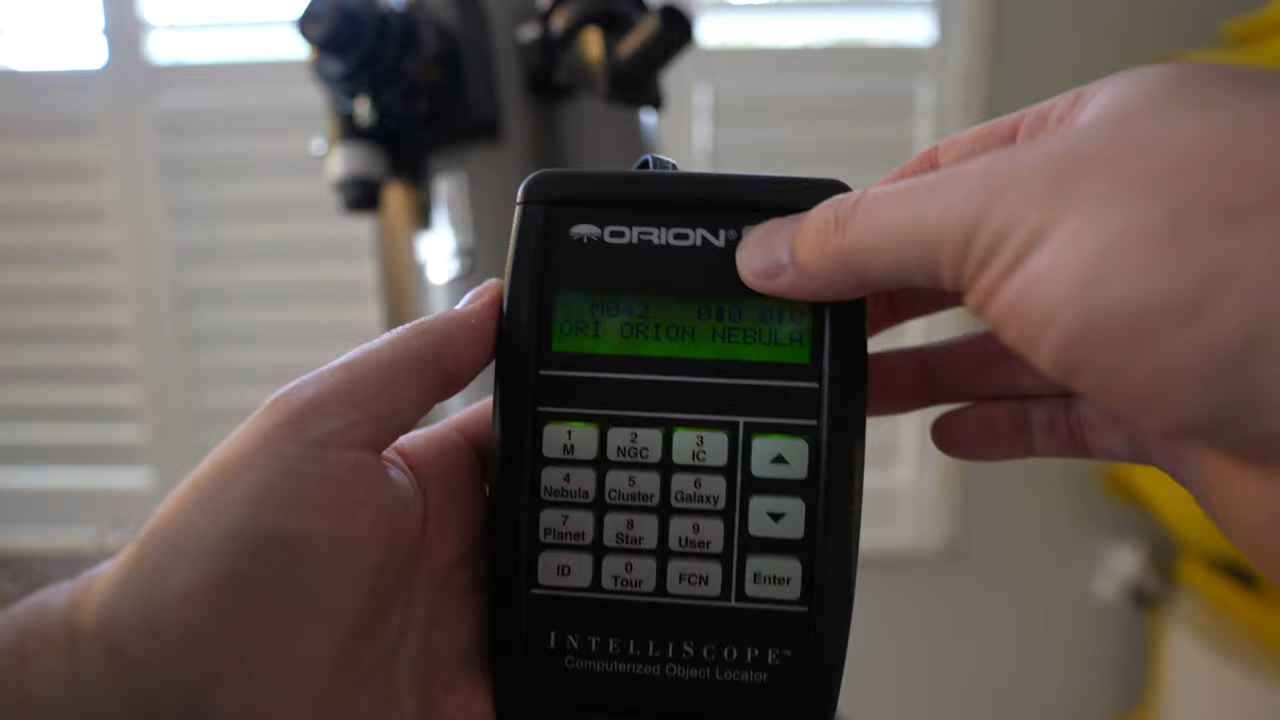 ORION®
M042
ORI ORION NEBULA
1 2 3
M NGC IC
4 5 6
Nebula Cluster Galaxy
7 8 9
Planet Star User
ID 0 FCN Enter
Tour
INTELLISCOPE™
Computerized Object Locator